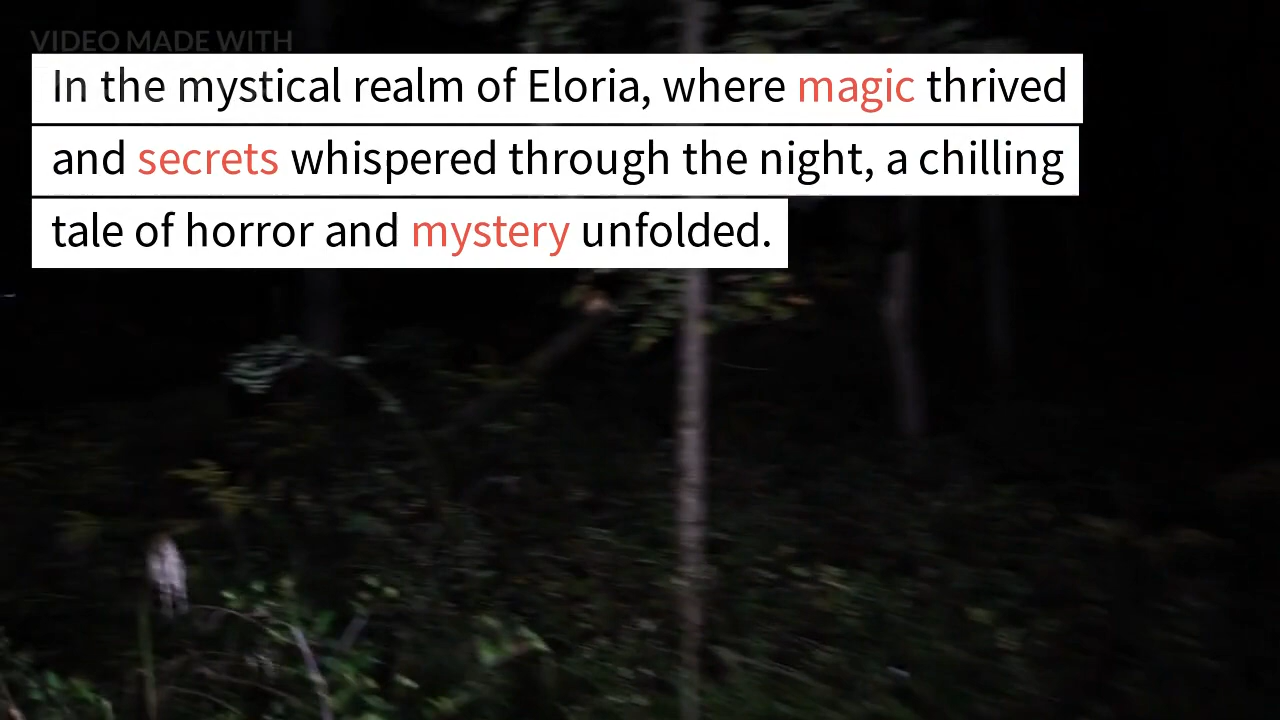 VIDEO MADE WITH
In the mystical realm of Eloria, where magic thrived
and secrets whispered through the night, a chilling
tale of horror and mystery unfolded.